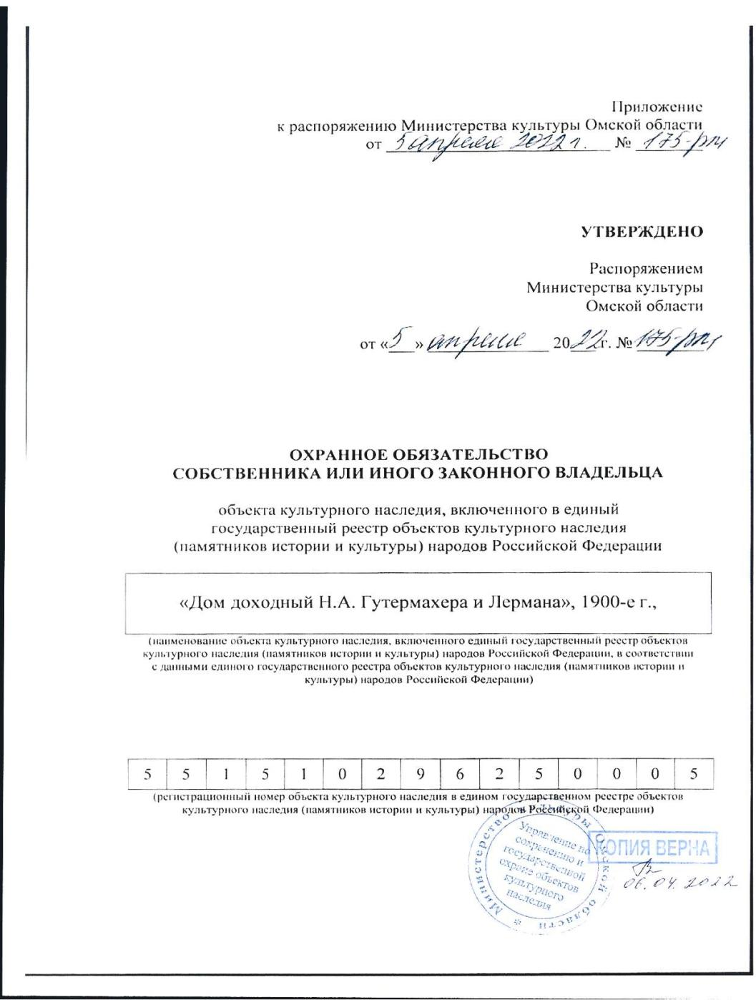 Приложение
к распоряжению Министерства культуры Омской области
от 5 апреля 2022 г. № 175-рм
УТВЕРЖДЕНО
Распоряжением
Министерства культуры
Омской области
от «5» апреля 2022г. № 175-рм
ОХРАННОЕ ОБЯЗАТЕЛЬСТВО
СОБСТВЕННИКА ИЛИ ИНОГО ЗАКОННОГО ВЛАДЕЛЬЦА
объекта культурного наследия, включенного в единый
государственный реестр объектов культурного наследия
(памятников истории и культуры) народов Российской Федерации
«Дом доходный Н.А. Гутермахера и Лермана», 1900-е г.,
(наименование объекта культурного наследия, включенного единый государственный реестр объектов
культурного наследия (памятников истории и культуры) народов Российской Федерации, в соответствии
с данными единого государственного реестра объектов культурного наследия (памятников истории и
культуры) народов Российской Федерации)
5 5 1 5 1 0 2 9 6 2 5 0 0 0 5
(регистрационный номер объекта культурного наследия в едином государственном реестре объектов
культурного наследия (памятников истории и культуры) народов Российской Федерации)
Министерство культуры Омской области *
Управление по
сохранению и
государственной
охране объектов
культурного
наследия
КОПИЯ ВЕРНА
06.04.2022